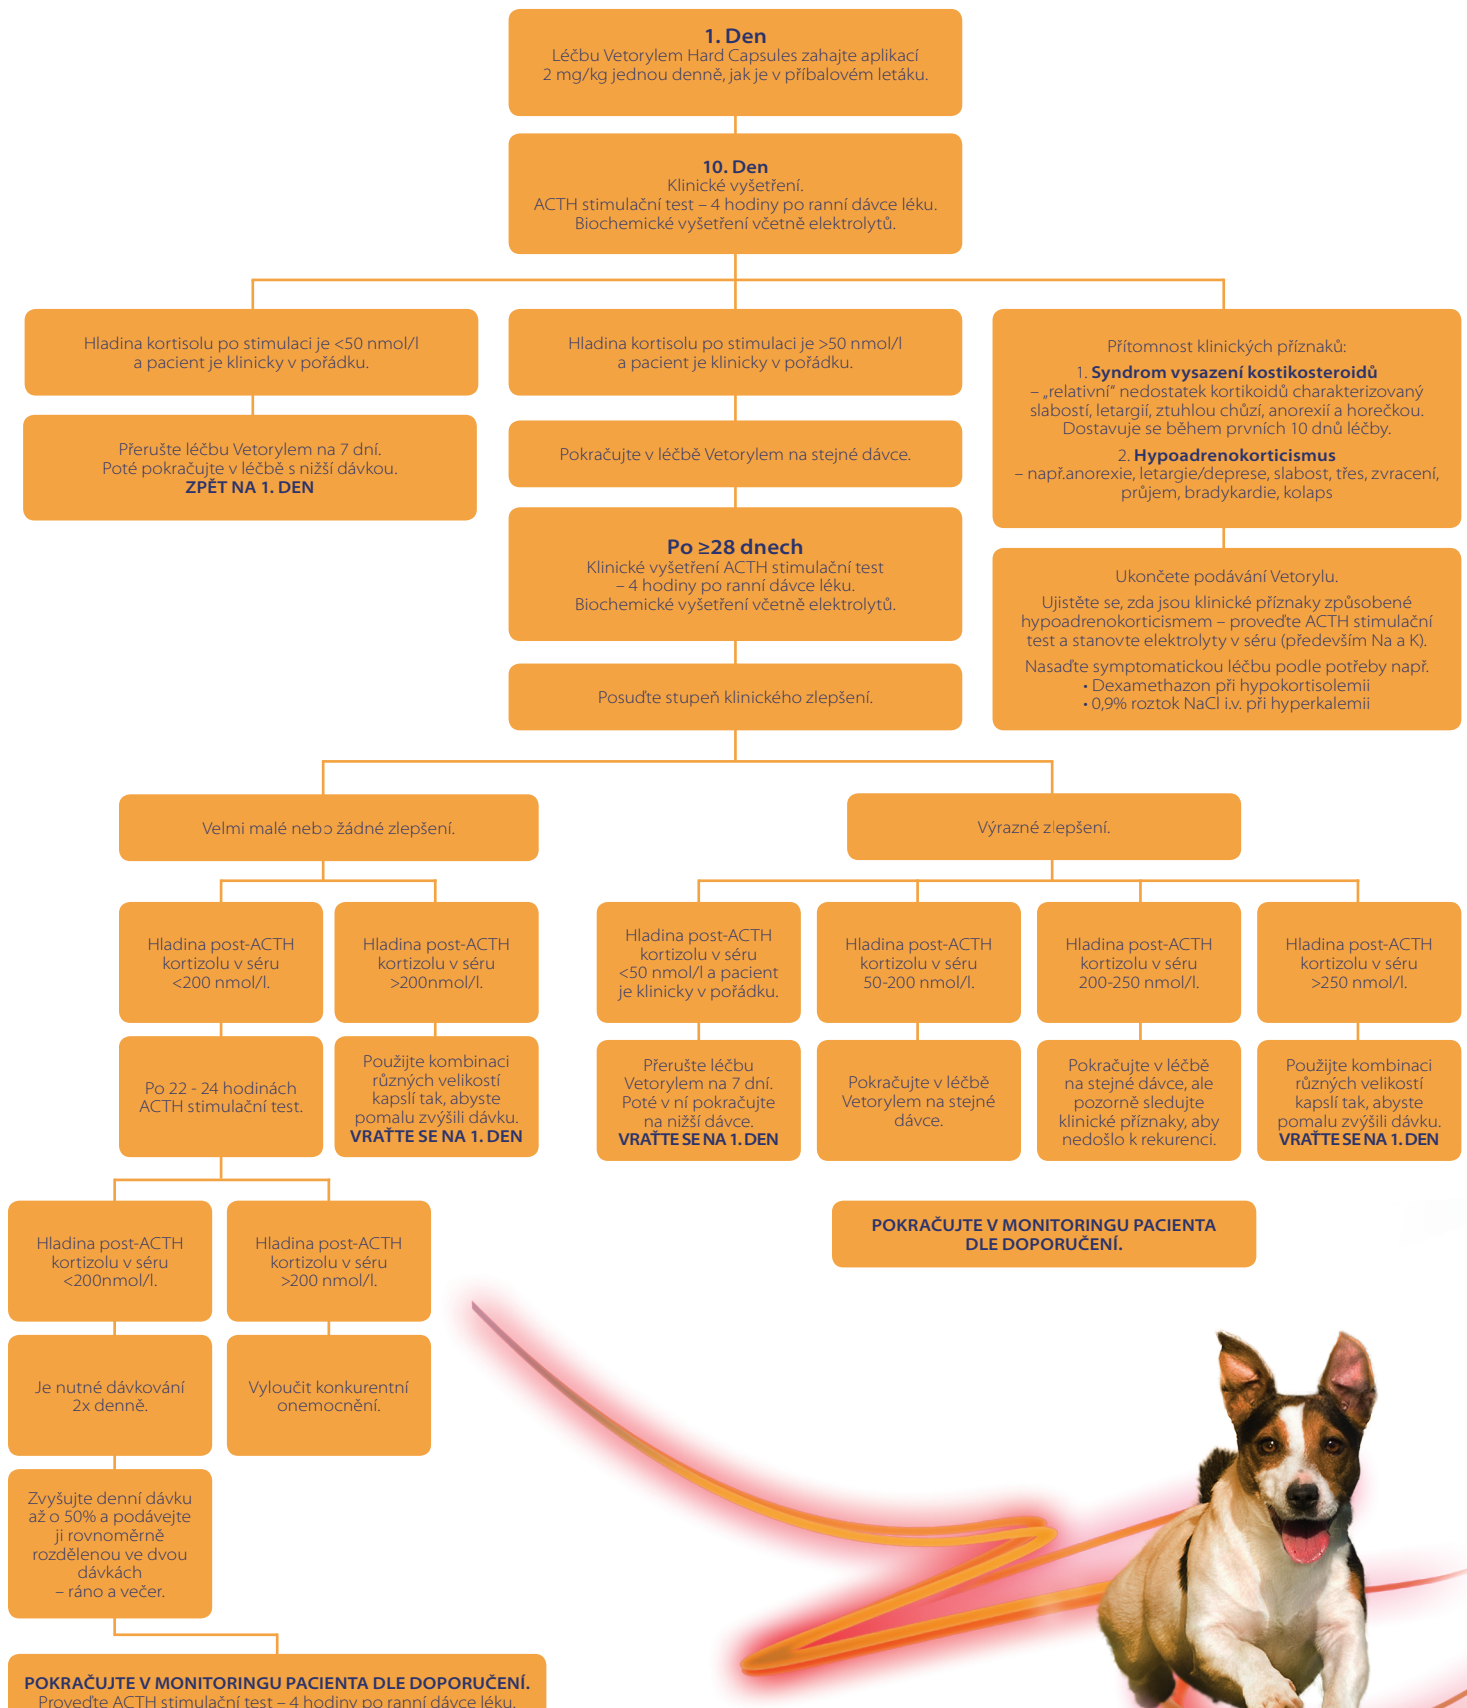 1. Den
Léčbu Vetorylem Hard Capsules zahajte aplikací
2 mg/kg jednou denně, jak je v příbalovém letáku.
10. Den
Klinické vyšetření.
ACTH stimulační test – 4 hodiny po ranní dávce léku.
Biochemické vyšetření včetně elektrolytů.
Hladina kortisolu po stimulaci je <50 nmol/l
a pacient je klinicky v pořádku.
Přerušte léčbu Vetorylem na 7 dní.
Poté pokračujte v léčbě s nižší dávkou.
ZPĚT NA 1. DEN
Hladina kortisolu po stimulaci je >50 nmol/l
a pacient je klinicky v pořádku.
Pokračujte v léčbě Vetorylem na stejné dávce.
Po ≥28 dnech
Klinické vyšetření ACTH stimulační test
– 4 hodiny po ranní dávce léku.
Biochemické vyšetření včetně elektrolytů.
Posuďte stupeň klinického zlepšení.
Přítomnost klinických příznaků:
1. Syndrom vysazení kostikosteroidů
– „relativní“ nedostatek kortikoidů charakterizovaný
slabostí, letargií, ztuhlou chůzí, anorexií a horečkou.
Dostavuje se během prvních 10 dnů léčby.
2. Hypoadrenokorticismus
– např.anorexie, letargie/deprese, slabost, třes, zvracení,
průjem, bradykardie, kolaps
Ukončete podávání Vetorylu.
Ujistěte se, zda jsou klinické příznaky způsobené
hypoadrenokorticismem – proveďte ACTH stimulační
test a stanovte elektrolyty v séru (především Na a K).
Nasaďte symptomatickou léčbu podle potřeby např.
• Dexamethazon při hypokortisolemii
• 0,9% roztok NaCl i.v. při hyperkalemii
Velmi malé nebo žádné zlepšení.
Hladina post-ACTH
kortizolu v séru
<200 nmol/l.
Po 22 - 24 hodinách
ACTH stimulační test.
Hladina post-ACTH
kortizolu v séru
>200nmol/l.
Použijte kombinaci
různých velikostí
kapslí tak, abyste
pomalu zvýšili dávku.
VRAŤTE SE NA 1. DEN
Výrazné zlepšení.
Hladina post-ACTH
kortizolu v séru
<50 nmol/l a pacient
je klinicky v pořádku.
Přerušte léčbu
Vetorylem na 7 dní.
Poté v ní pokračujte
na nižší dávce.
VRAŤTE SE NA 1. DEN
Hladina post-ACTH
kortizolu v séru
50-200 nmol/l.
Pokračujte v léčbě
Vetorylem na stejné
dávce.
Hladina post-ACTH
kortizolu v séru
200-250 nmol/l.
Pokračujte v léčbě
na stejné dávce, ale
pozorně sledujte
klinické příznaky, aby
nedošlo k rekurenci.
Hladina post-ACTH
kortizolu v séru
>250 nmol/l.
Použijte kombinaci
různých velikostí
kapslí tak, abyste
pomalu zvýšili dávku.
VRAŤTE SE NA 1. DEN
Hladina post-ACTH
kortizolu v séru
<200nmol/l.
Je nutné dávkování
2x denně.
Zvyšujte denní dávku
až o 50% a podávejte
ji rovnoměrně
rozdělenou ve dvou
dávkách
– ráno a večer.
Hladina post-ACTH
kortizolu v séru
>200 nmol/l.
Vyloučit konkurentní
onemocnění.
POKRAČUJTE V MONITORINGU PACIENTA
DLE DOPORUČENÍ.
POKRAČUJTE V MONITORINGU PACIENTA DLE DOPORUČENÍ.
Proveďte ACTH stimulační test – 4 hodiny po ranní dávce léku.